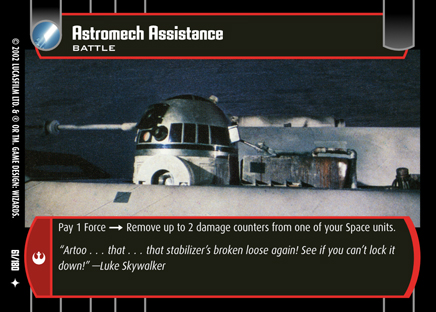 Astromech Assistance
BATTLE
Pay 1 Force → Remove up to 2 damage counters from one of your Space units.
“Artoo . . . that . . . that stabilizer's broken loose again! See if you can't lock it
down!” —Luke Skywalker
© 2002 LUCASFILM LTD. & ® OR TM. GAME DESIGN: WIZARDS.
61/180